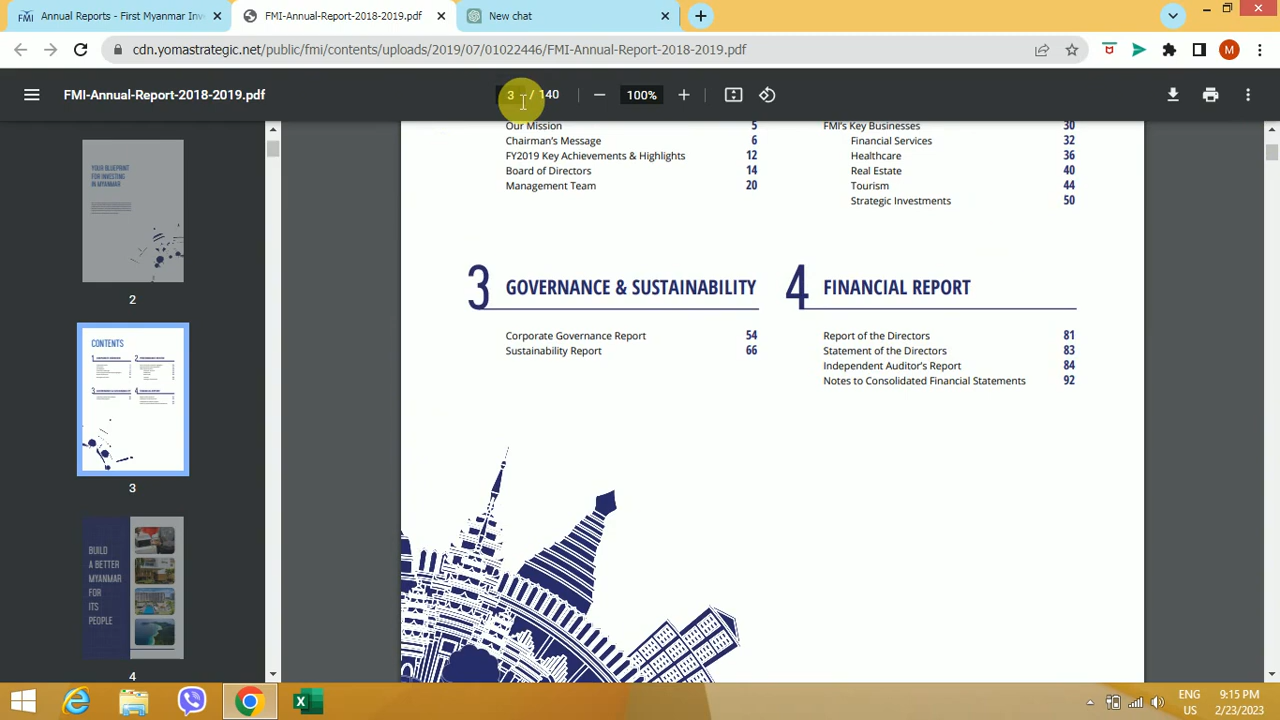 Annual Reports - First Myanmar Inv
FMI-Annual-Report-2018-2019.pdf
New chat
cdn.yomastrategic.net/public/fmi/contents/uploads/2019/07/01022446/FMI-Annual-Report-2018-2019.pdf
M
FMI-Annual-Report-2018-2019.pdf
3 / 140
100%
YOUR BLUEPRINT
FOR INVESTING
IN MYANMAR
2
CONTENTS
3
BUILD
A BETTER
MYANMAR
FOR
ITS
PEOPLE
4
Our Mission 5
Chairman's Message 6
FY2019 Key Achievements & Highlights 12
Board of Directors 14
Management Team 20
FMI's Key Businesses 30
Financial Services 32
Healthcare 36
Real Estate 40
Tourism 44
Strategic Investments 50
3 GOVERNANCE & SUSTAINABILITY
Corporate Governance Report 54
Sustainability Report 66
4 FINANCIAL REPORT
Report of the Directors 81
Statement of the Directors 83
Independent Auditor's Report 84
Notes to Consolidated Financial Statements 92
ENG
US
9:15 PM
2/23/2023